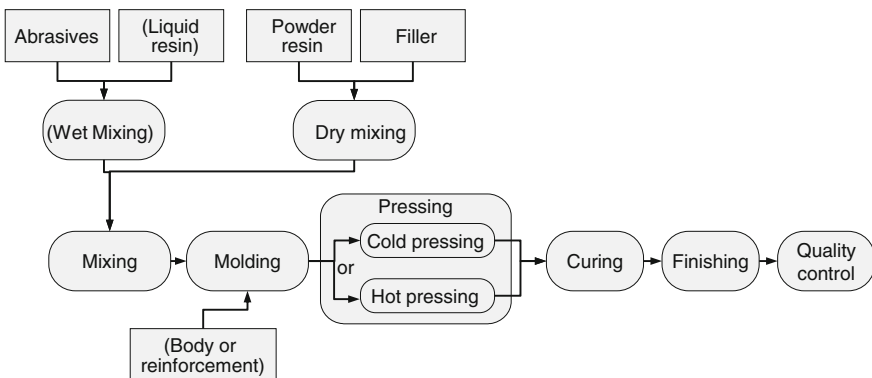 Abrasives
(Liquid
resin)
Powder
resin
Filler
(Wet Mixing)
Dry mixing
Pressing
Cold pressing
or
Hot pressing
Mixing
Molding
Curing
Finishing
Quality
control
(Body or
reinforcement)